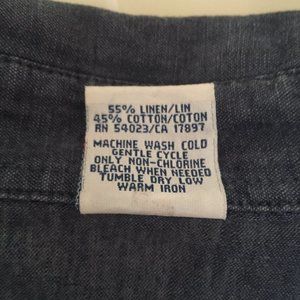 55% LINEN/LIN
45% COTTON/COTON
RN 54023/CA 17897
MACHINE WASH COLD
GENTLE CYCLE
ONLY NON-CHLORINE
BLEACH WHEN NEEDED
TUMBLE DRY LOW
WARM IRON